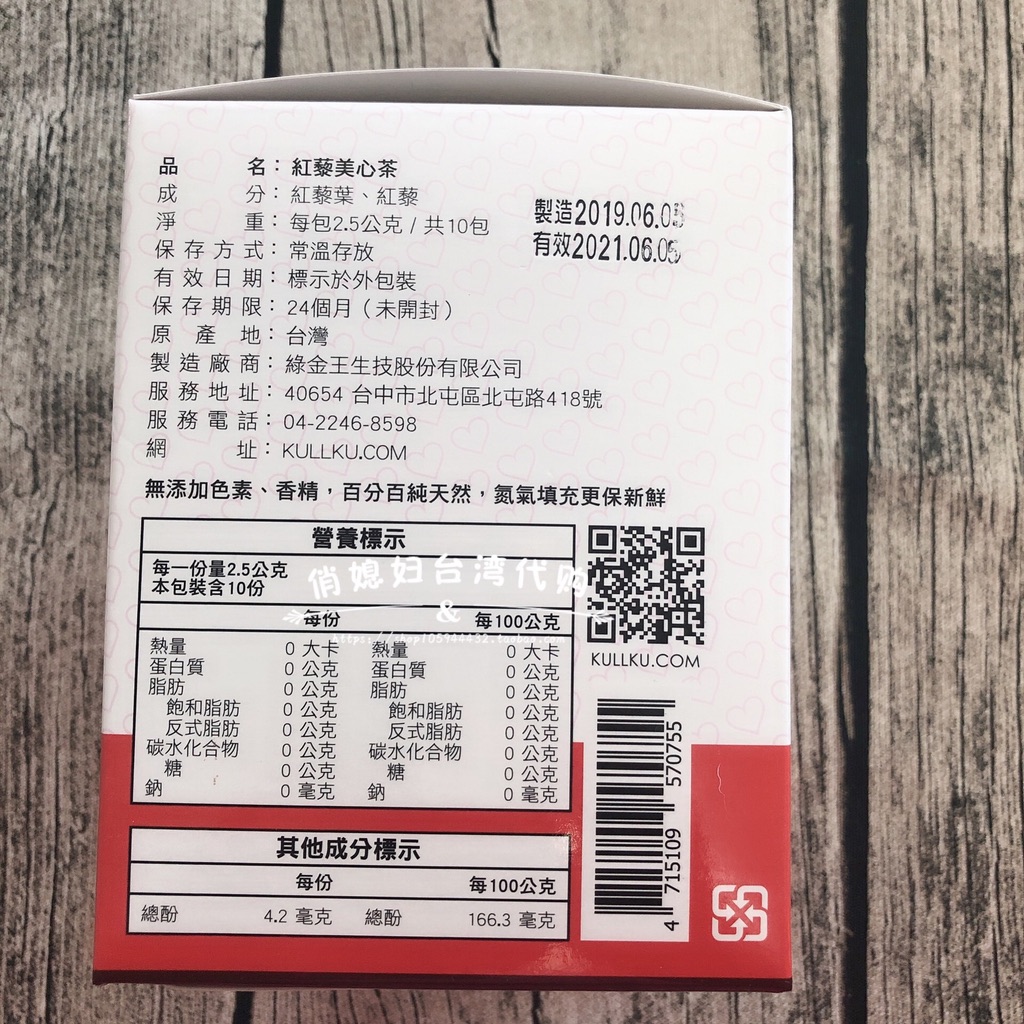 品名：紅藜美心茶
成分：紅藜葉、紅藜
淨重：每包2.5公克 / 共10包
保存方式：常溫存放
有效日期：標示於外包裝
保存期限：24個月（未開封）
原產地：台灣
製造廠商：綠金王生技股份有限公司
服務地址：40654 台中市北屯區北屯路418號
服務電話：04-2246-8598
網址：KULLKU.COM
製造2019.06.05
有效2021.06.05
無添加色素、香精，百分百純天然，氮氣填充更保新鮮
營養標示
每一份量2.5公克
本包裝含10份
每份 每100公克
熱量 0 大卡 熱量 0 大卡
蛋白質 0 公克 蛋白質 0 公克
脂肪 0 公克 脂肪 0 公克
飽和脂肪 0 公克 飽和脂肪 0 公克
反式脂肪 0 公克 反式脂肪 0 公克
碳水化合物 0 公克 碳水化合物 0 公克
糖 0 公克 糖 0 公克
鈉 0 毫克 鈉 0 毫克
俏媳妇台湾代购
&
https://shop105944432.taobao.com
KULLKU.COM
其他成分標示
每份 每100公克
總酚 4.2 毫克 總酚 166.3 毫克
4 715109 570755